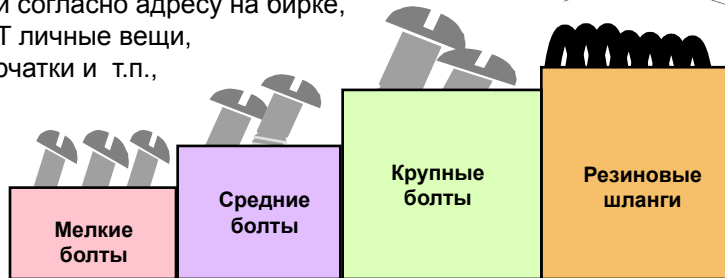 и согласно адресу на бирке,
Т личные вещи,
рчатки и т.п.,
Мелкие
болты
Средние
болты
Крупные
болты
Резиновые
шланги